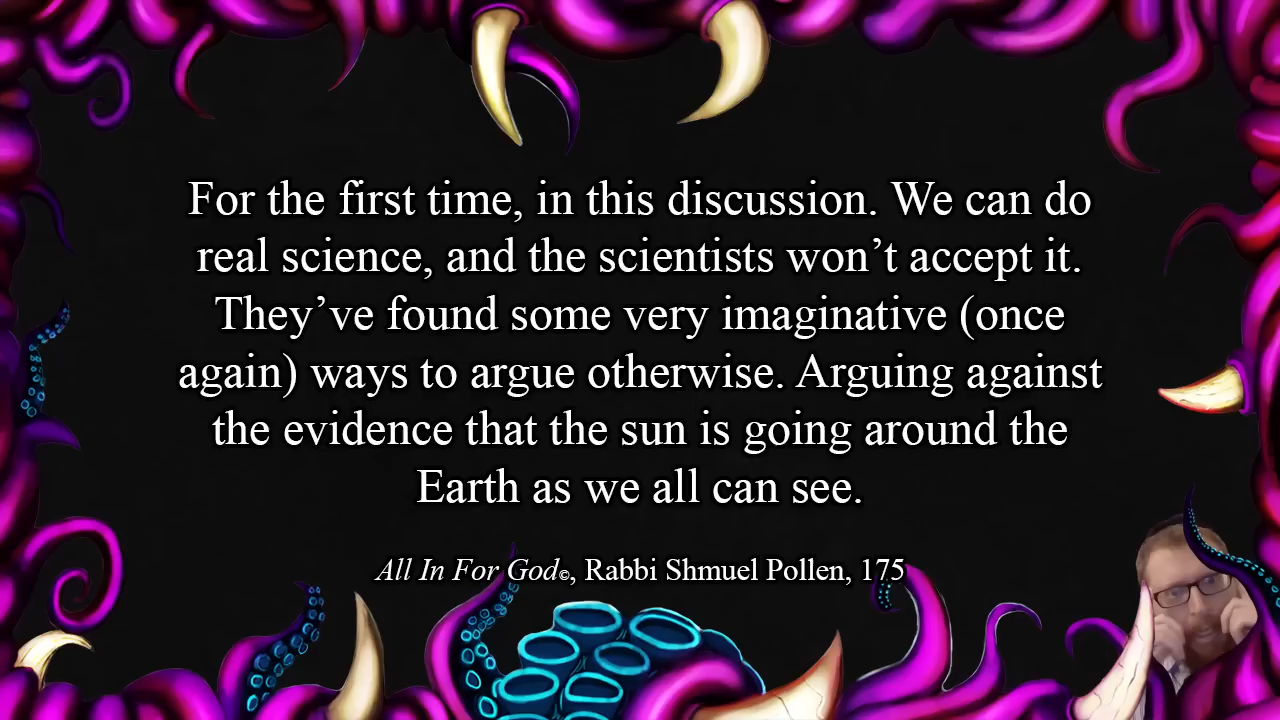 For the first time, in this discussion. We can do
real science, and the scientists won’t accept it.
They’ve found some very imaginative (once
again) ways to argue otherwise. Arguing against
the evidence that the sun is going around the
Earth as we all can see.
All In For God©, Rabbi Shmuel Pollen, 175